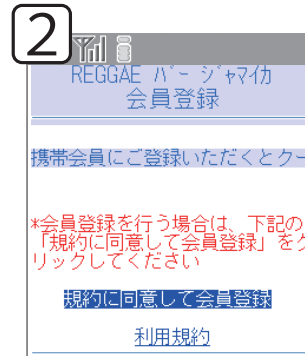 2
REGGAE バー ジャマイカ
会員登録
携帯会員にご登録いただくとクー
*会員登録を行う場合は、下記の
「規約に同意して会員登録」をク
リックしてください
規約に同意して会員登録
利用規約